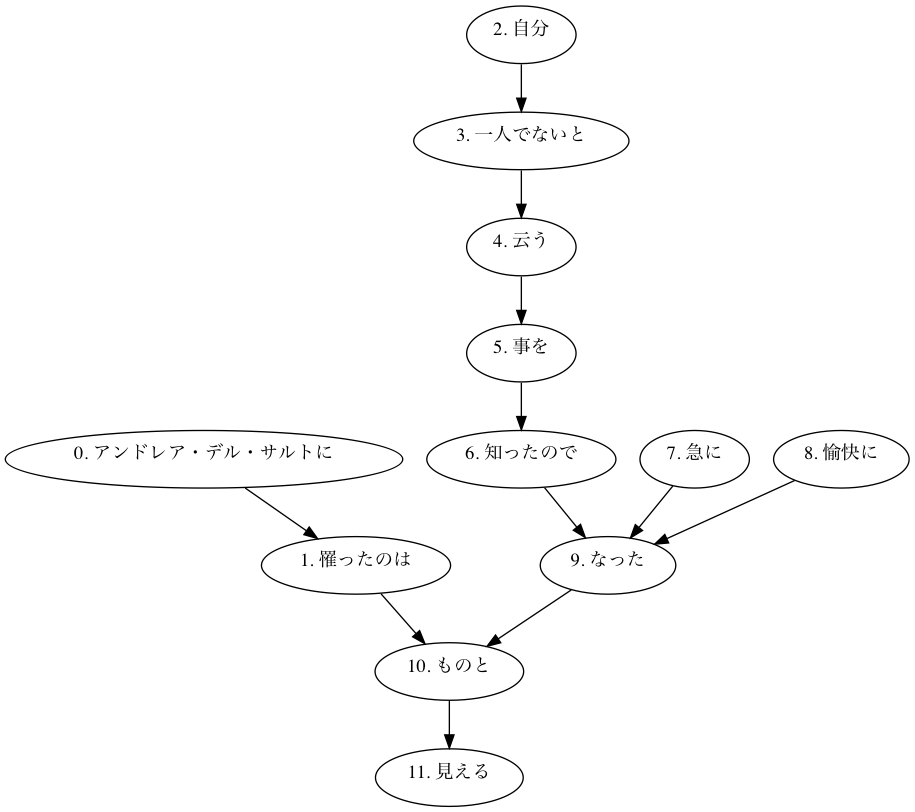 2. 自分
3. 一人でないと
4. 云う
5. 事を
0. アンドレア・デル・サルトに
6. 知ったので
7. 急に
8. 愉快に
1. 罹ったのは
9. なった
10. ものと
11. 見える